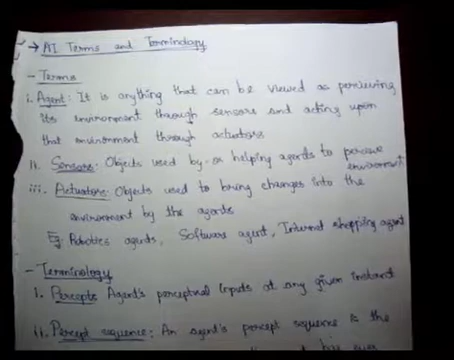 → AI Terms and Terminology
- Terms
i. Agent: It is anything that can be viewed as perceiving
its environment through sensors and acting upon
that environment through actuators
ii. Sensors: Objects used by or helping agents to perceive
environment
iii. Actuators: Objects used to bring changes into the
environment by the agents
Eg: Robotics agents, Software agent, Internet shopping agent
- Terminology
i. Percepts Agent's perceptual inputs at any given instant
ii. Percept sequence: An agent's percept sequence is the